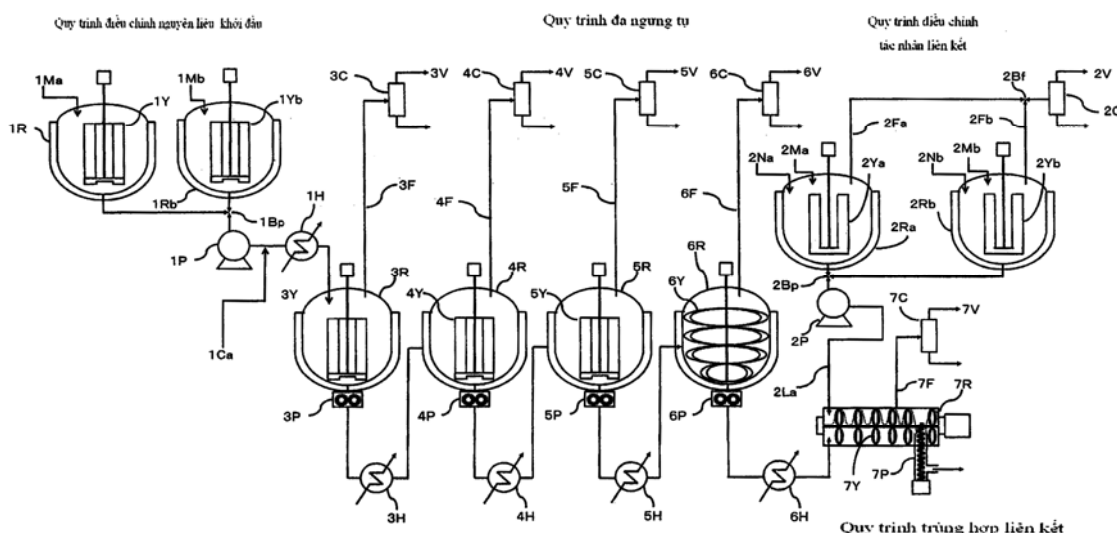 Quy trình điều chỉnh nguyên liệu khởi đầu
Quy trình đa ngưng tụ
Quy trình điều chỉnh
tác nhân liên kết
1Ma
1Mb
1Y
1Yb
1R
1Rb
1Bp
1H
1P
1Ca
3C
3V
4C
4V
5C
5V
6C
6V
2Bf
2V
2C
2Fa
2Fb
2Na
2Ma
2Ya
2Nb
2Mb
2Yb
2Rb
2Ra
3F
4F
5F
6F
3Y
3R
4Y
4R
5Y
5R
6Y
6R
2Bp
2P
7C
7V
2La
7F
7R
3P
4P
5P
6P
7Y
7P
3H
4H
5H
6H
Quy trình trùng hợp liên kết